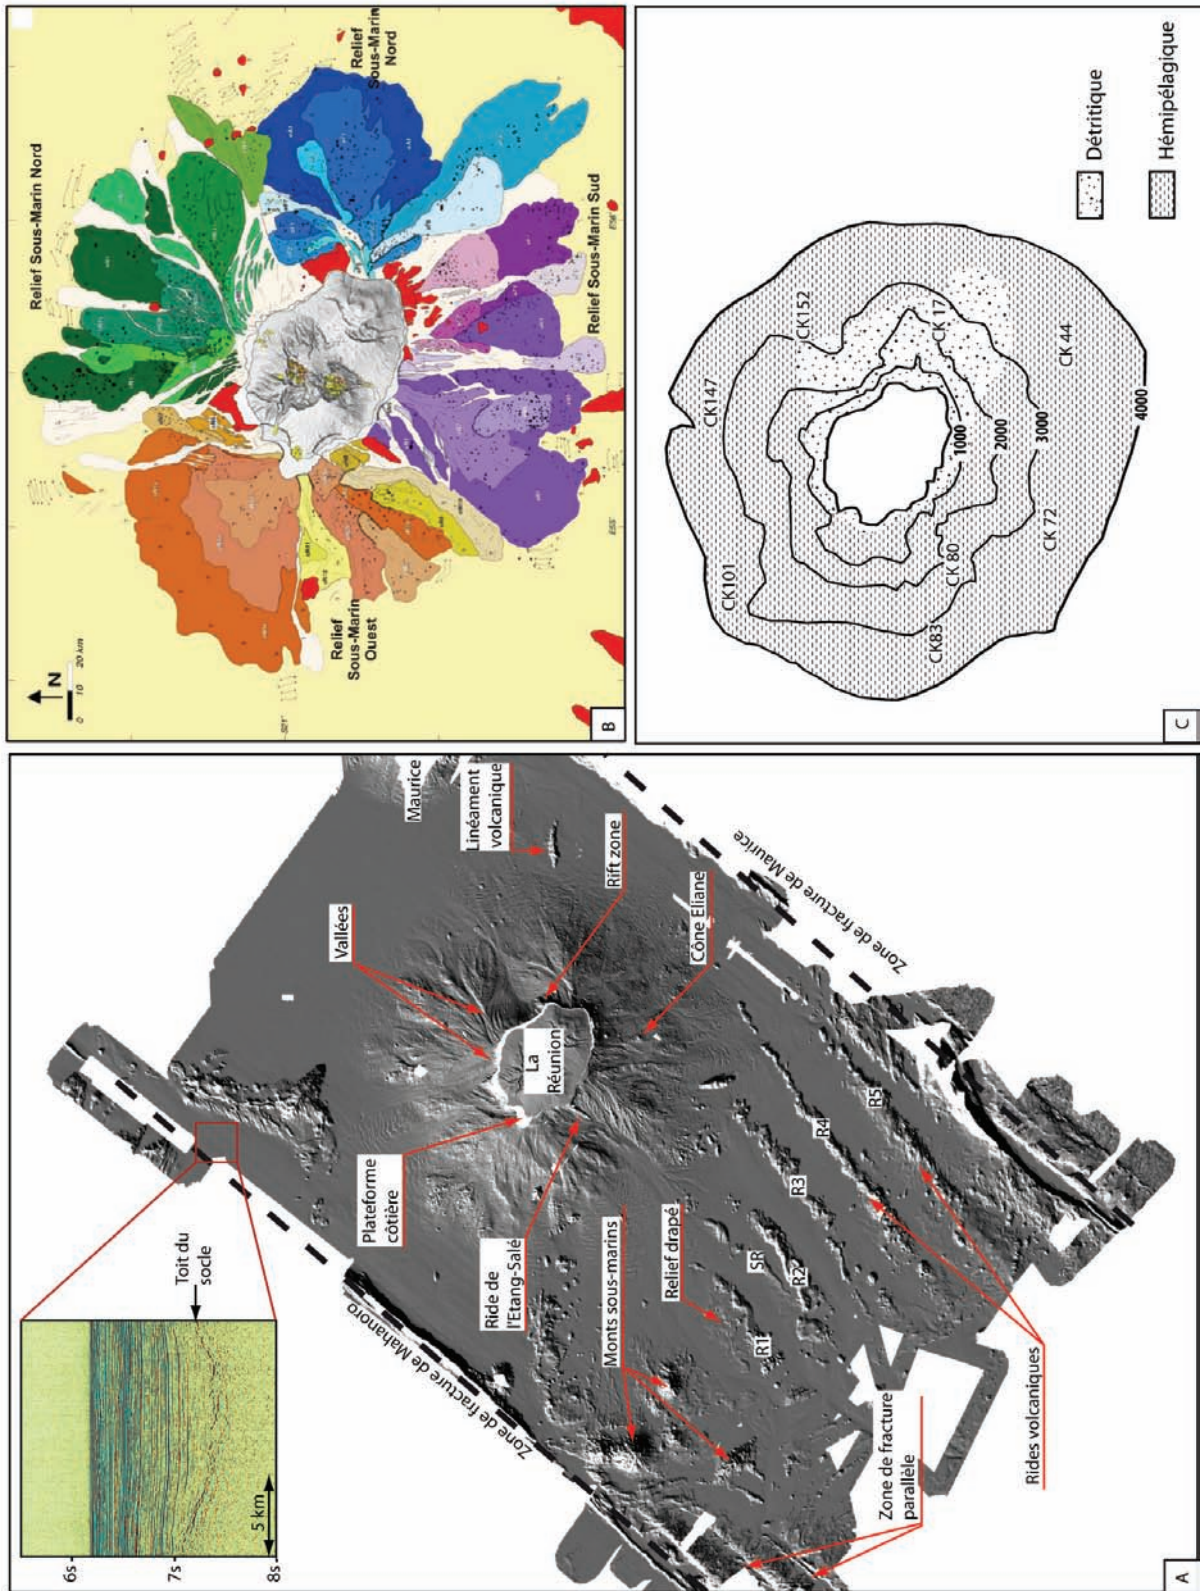 6s
7s
8s
5 km
Toit du
socle
Zone de fracture de Mahanoro
Plateforme
côtière
Vallées
Maurice
Linéament
volcanique
Rift zone
La
Réunion
Ride de
l'Etang-Salé
Cône Eliane
Monts sous-marins
Relief drapé
SR
R1
R2
R3
R4
R5
Zone de fracture de Maurice
Zone de fracture
parallèle
Rides volcaniques
A
N
0 10 20 km
Relief Sous-Marin Nord
Relief
Sous-Marin
Nord
Relief
Sous-Marin
Ouest
Relief Sous-Marin Sud
B
CK147
CK152
CK101
CK 17
CK 80
CK83
CK 72
CK 44
1000
2000
3000
4000
Détritique
Hémipélagique
C